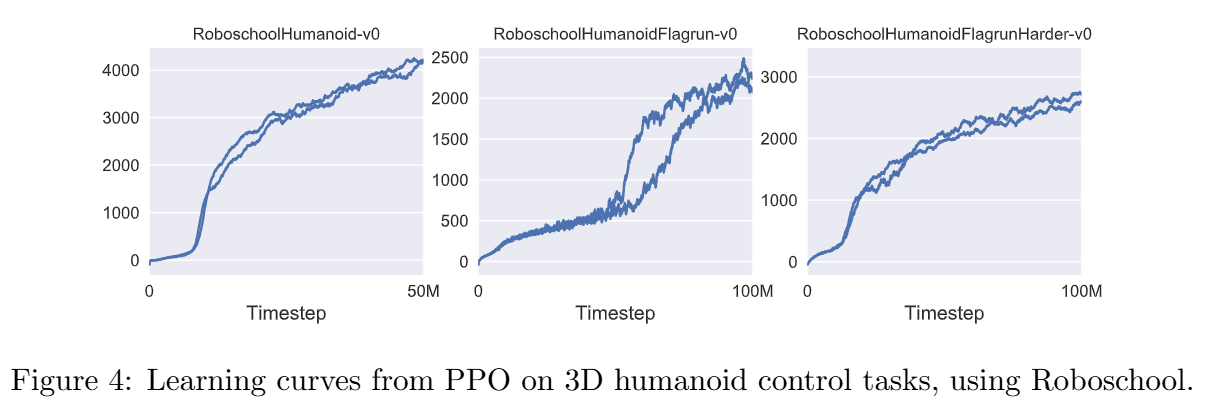 RoboschoolHumanoid-v0
4000
3000
2000
1000
0
0 50M
Timestep
RoboschoolHumanoidFlagrun-v0
2500
2000
1500
1000
500
0
0 100M
Timestep
RoboschoolHumanoidFlagrunHarder-v0
3000
2000
1000
0
0 100M
Timestep
Figure 4: Learning curves from PPO on 3D humanoid control tasks, using Roboschool.